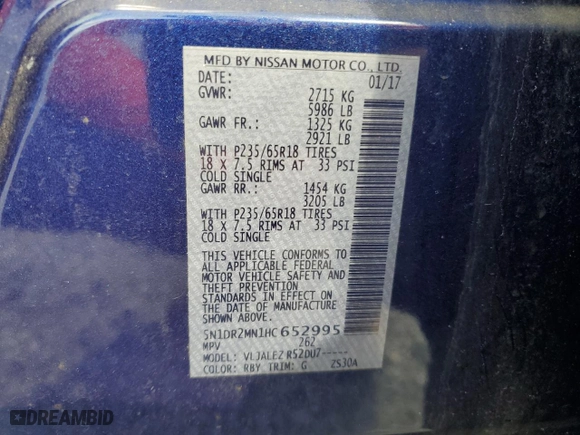 MFD BY NISSAN MOTOR CO., LTD.
DATE: 01/17
GVWR: 2715 KG
5986 LB
GAWR FR.: 1325 KG
2921 LB
WITH P235/65R18 TIRES
18 X 7.5 RIMS AT 33 PSI
COLD SINGLE
GAWR RR.: 1454 KG
3205 LB
WITH P235/65R18 TIRES
18 X 7.5 RIMS AT 33 PSI
COLD SINGLE
THIS VEHICLE CONFORMS TO
ALL APPLICABLE FEDERAL
MOTOR VEHICLE SAFETY AND
THEFT PREVENTION
STANDARDS IN EFFECT ON
THE DATE OF MANUFACTURE
SHOWN ABOVE
5N1DR2MN1HC652995
MPV 262
MODEL: VLJALEZ R52DU7-----
COLOR: RBY TRIM: G ZS30A
DREAMBID